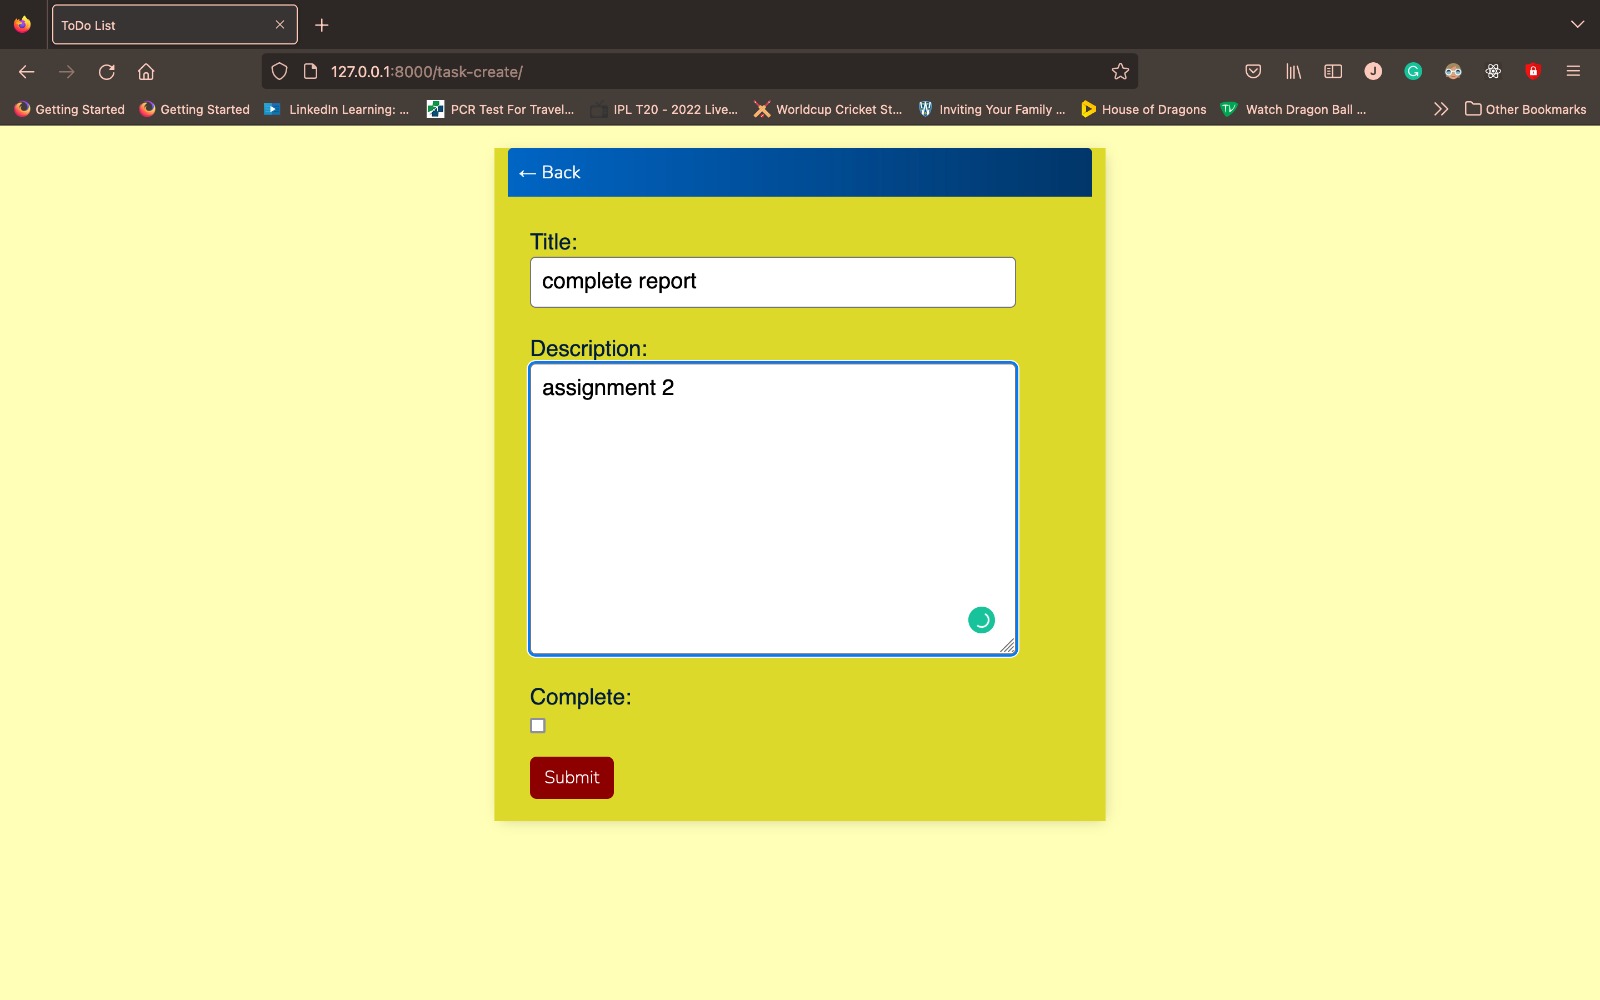 ToDo List
127.0.0.1:8000/task-create/
Getting Started Getting Started LinkedIn Learning: ... PCR Test For Travel... IPL T20 - 2022 Live... Worldcup Cricket St... Inviting Your Family ... House of Dragons Watch Dragon Ball ... Other Bookmarks
← Back
Title:
complete report
Description:
assignment 2
Complete:
Submit